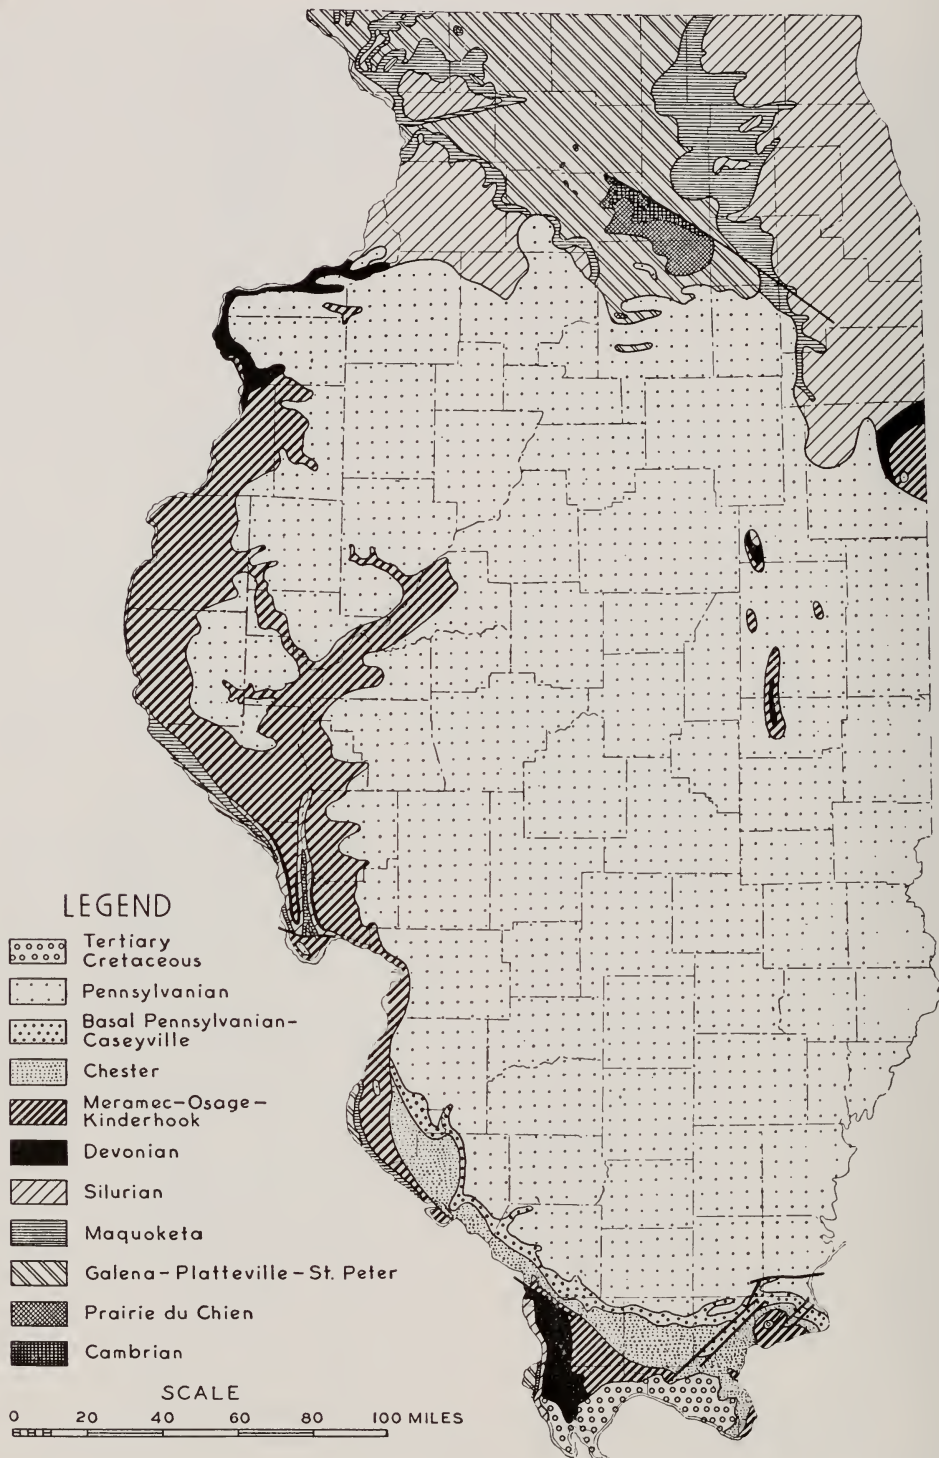 LEGEND
Tertiary
Cretaceous
Pennsylvanian
Basal Pennsylvanian-
Caseyville
Chester
Meramec-Osage-
Kinderhook
Devonian
Silurian
Maquoketa
Galena-Platteville-St. Peter
Prairie du Chien
Cambrian
SCALE
0 20 40 60 80 100 MILES